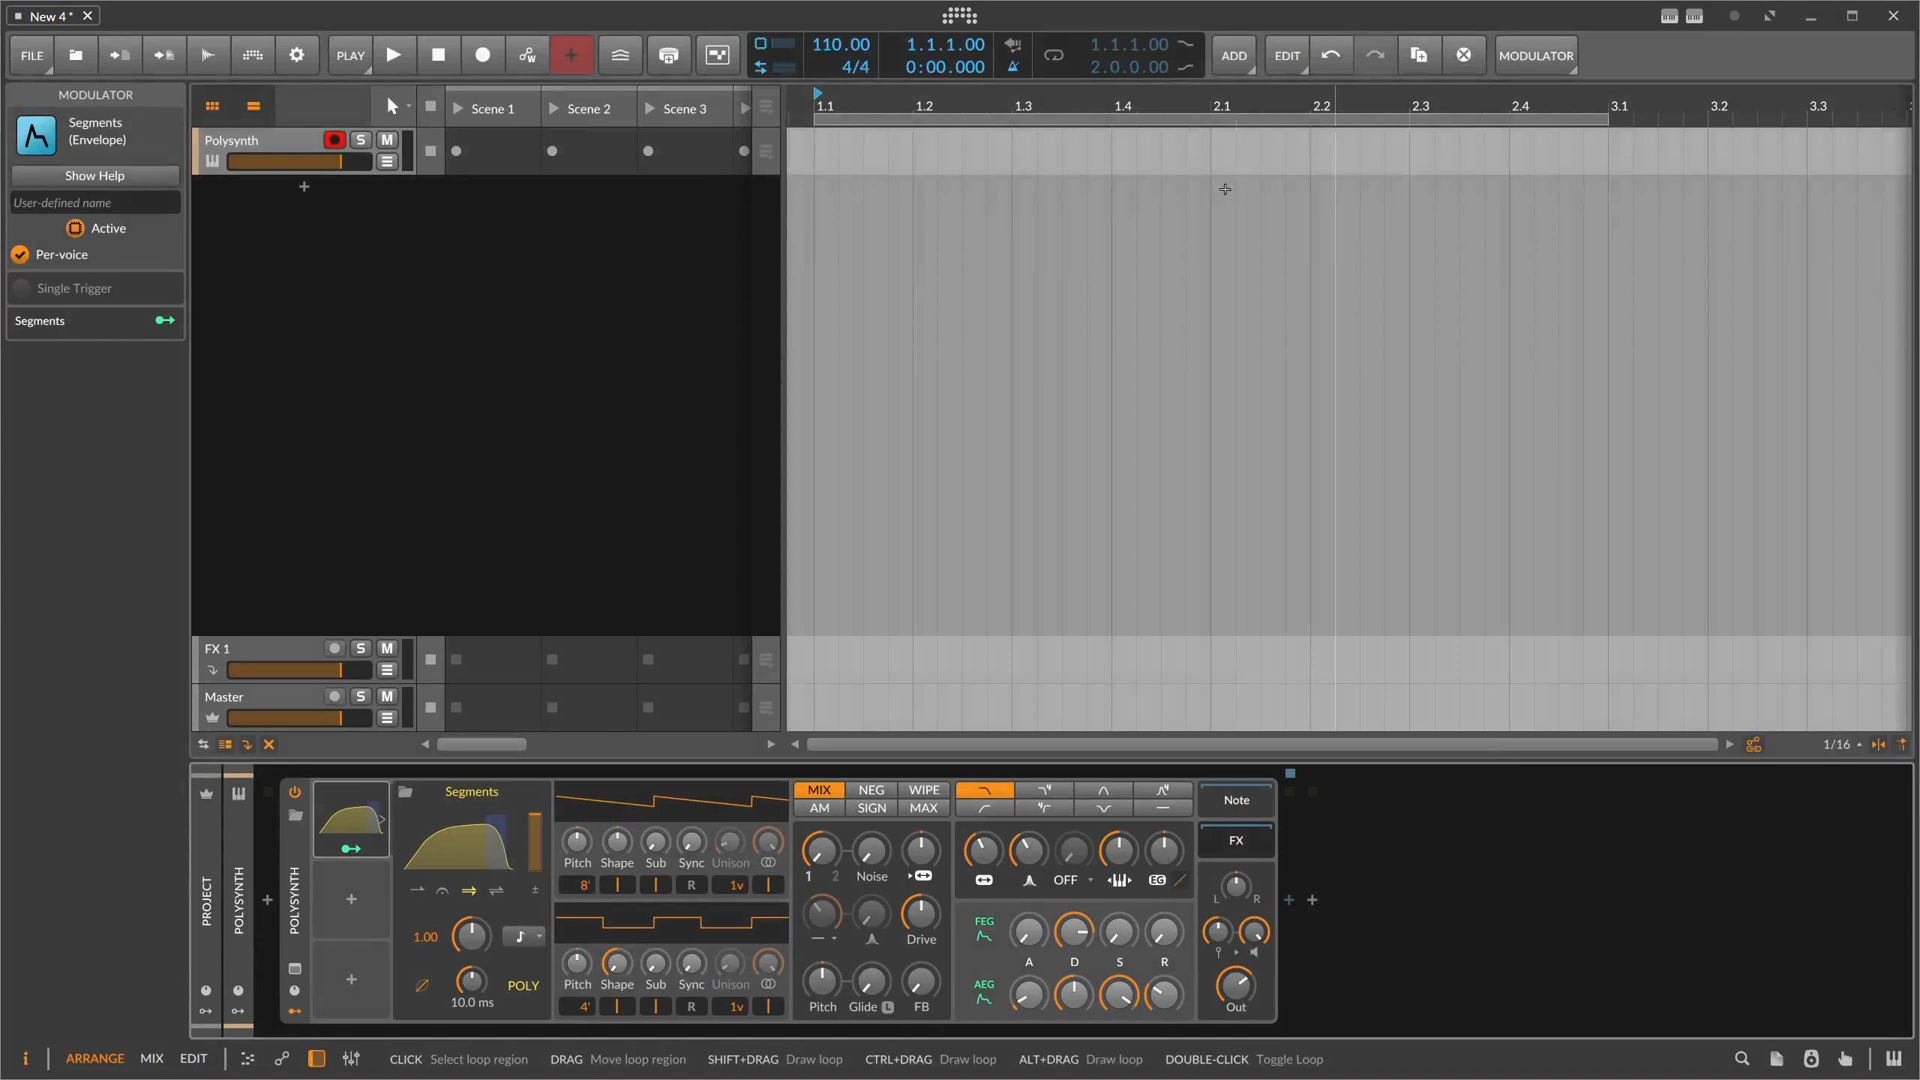 New 4 *
FILE
PLAY
110.00
4/4
1.1.1.00
0:00.000
1.1.1.00
2.0.0.00
ADD
EDIT
MODULATOR
MODULATOR
Segments
(Envelope)
Show Help
User-defined name
Active
Per-voice
Single Trigger
Segments
Scene 1
Scene 2
Scene 3
1.1
1.2
1.3
1.4
2.1
2.2
2.3
2.4
3.1
3.2
3.3
Polysynth
S
M
FX 1
S
M
Master
S
M
1/16
PROJECT
POLYSYNTH
POLYSYNTH
Segments
1.00
10.0 ms
POLY
Pitch
Shape
Sub
Sync
Unison
8'
R
1v
Pitch
Shape
Sub
Sync
Unison
4'
R
1v
MIX
NEG
WIPE
AM
SIGN
MAX
1
2
Noise
Drive
Pitch
Glide
L
FB
OFF
EG
FEG
A
D
S
R
AEG
Note
FX
L
R
Out
ARRANGE
MIX
EDIT
CLICK Select loop region
DRAG Move loop region
SHIFT+DRAG Draw loop
CTRL+DRAG Draw loop
ALT+DRAG Draw loop
DOUBLE-CLICK Toggle Loop